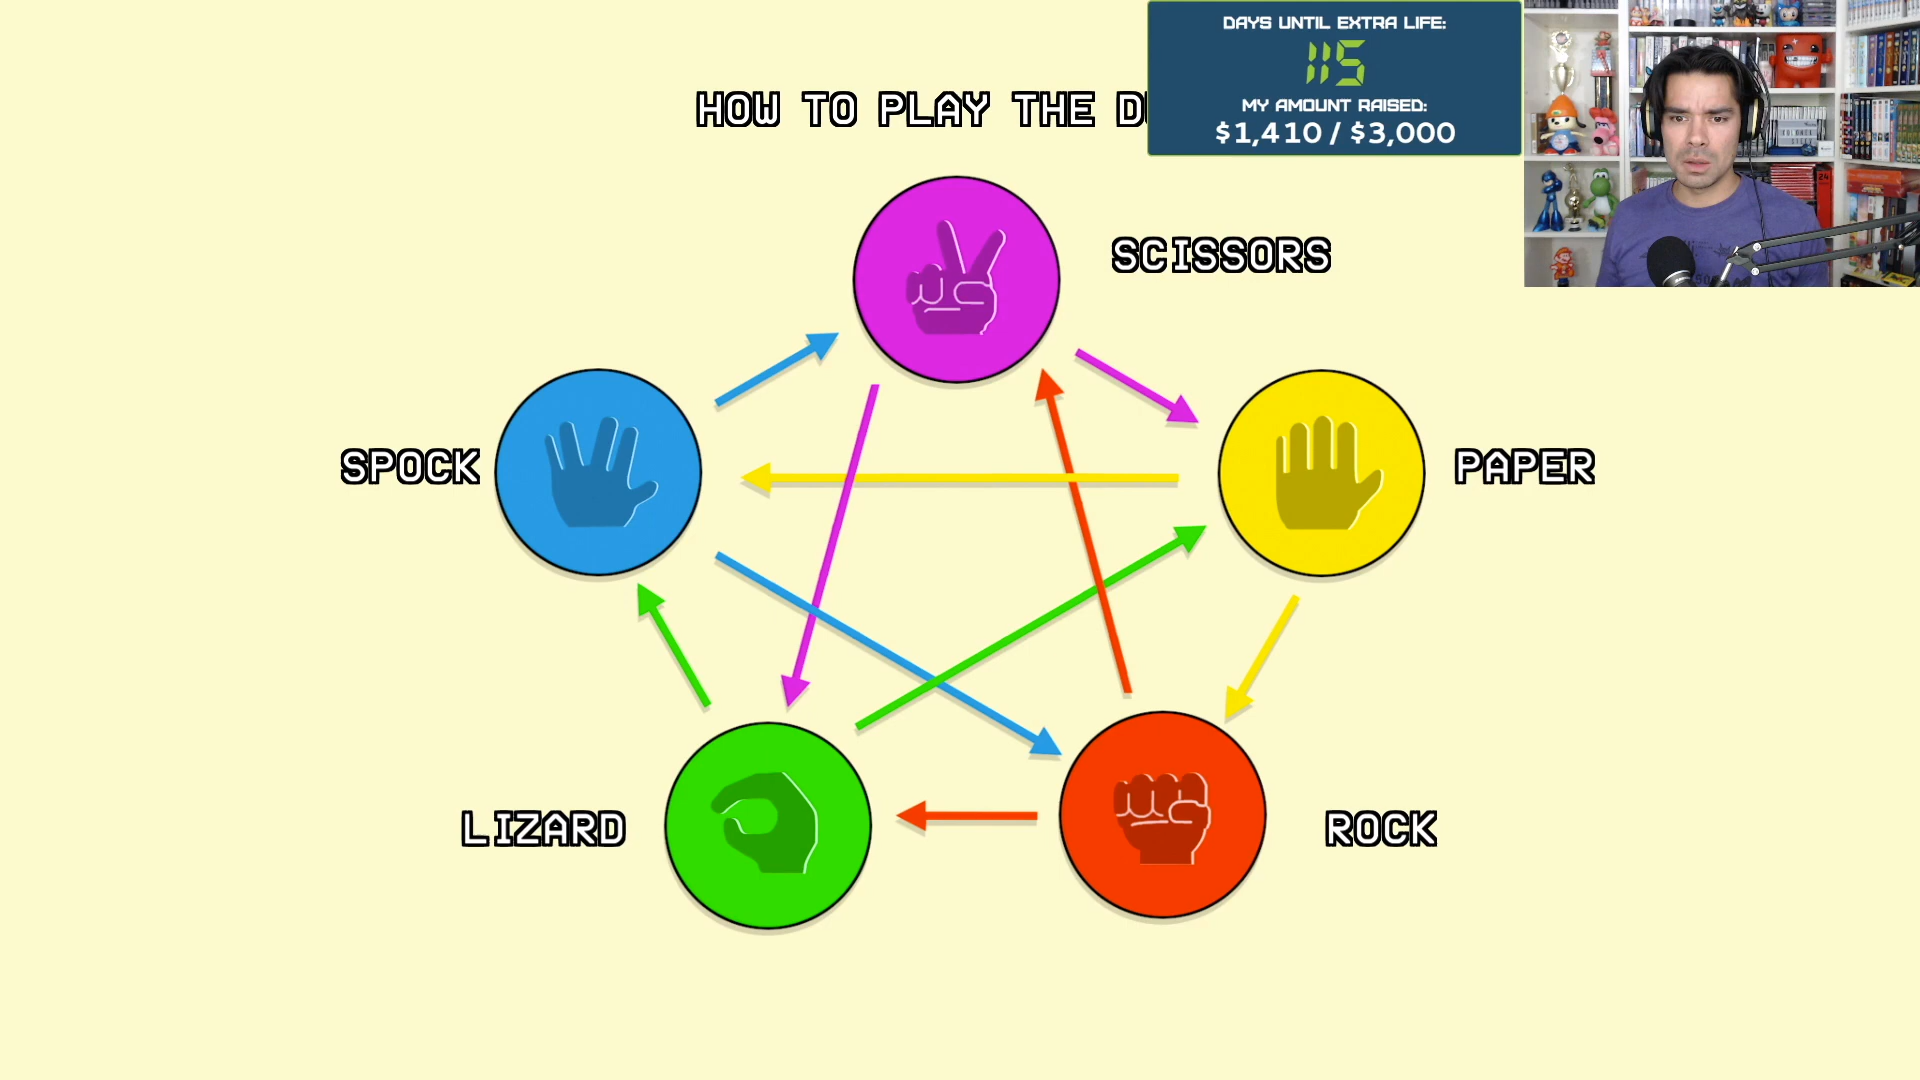 DAYS UNTIL EXTRA LIFE:
115
MY AMOUNT RAISED:
$1,410 / $3,000
HOW TO PLAY THE
SCISSORS
SPOCK
PAPER
LIZARD
ROCK